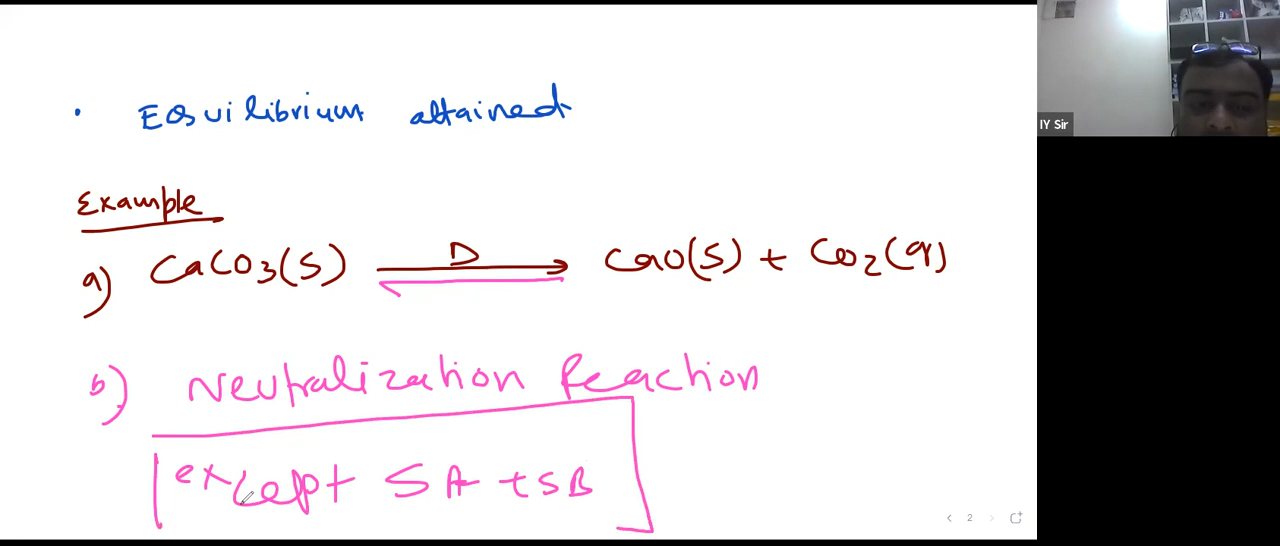 • Equilibrium attained
Example
a) CaCO3(S) ⇌ CaO(S) + CO2(g)
Δ
b) Neutralization Reaction
except SA + SB
IY Sir
2